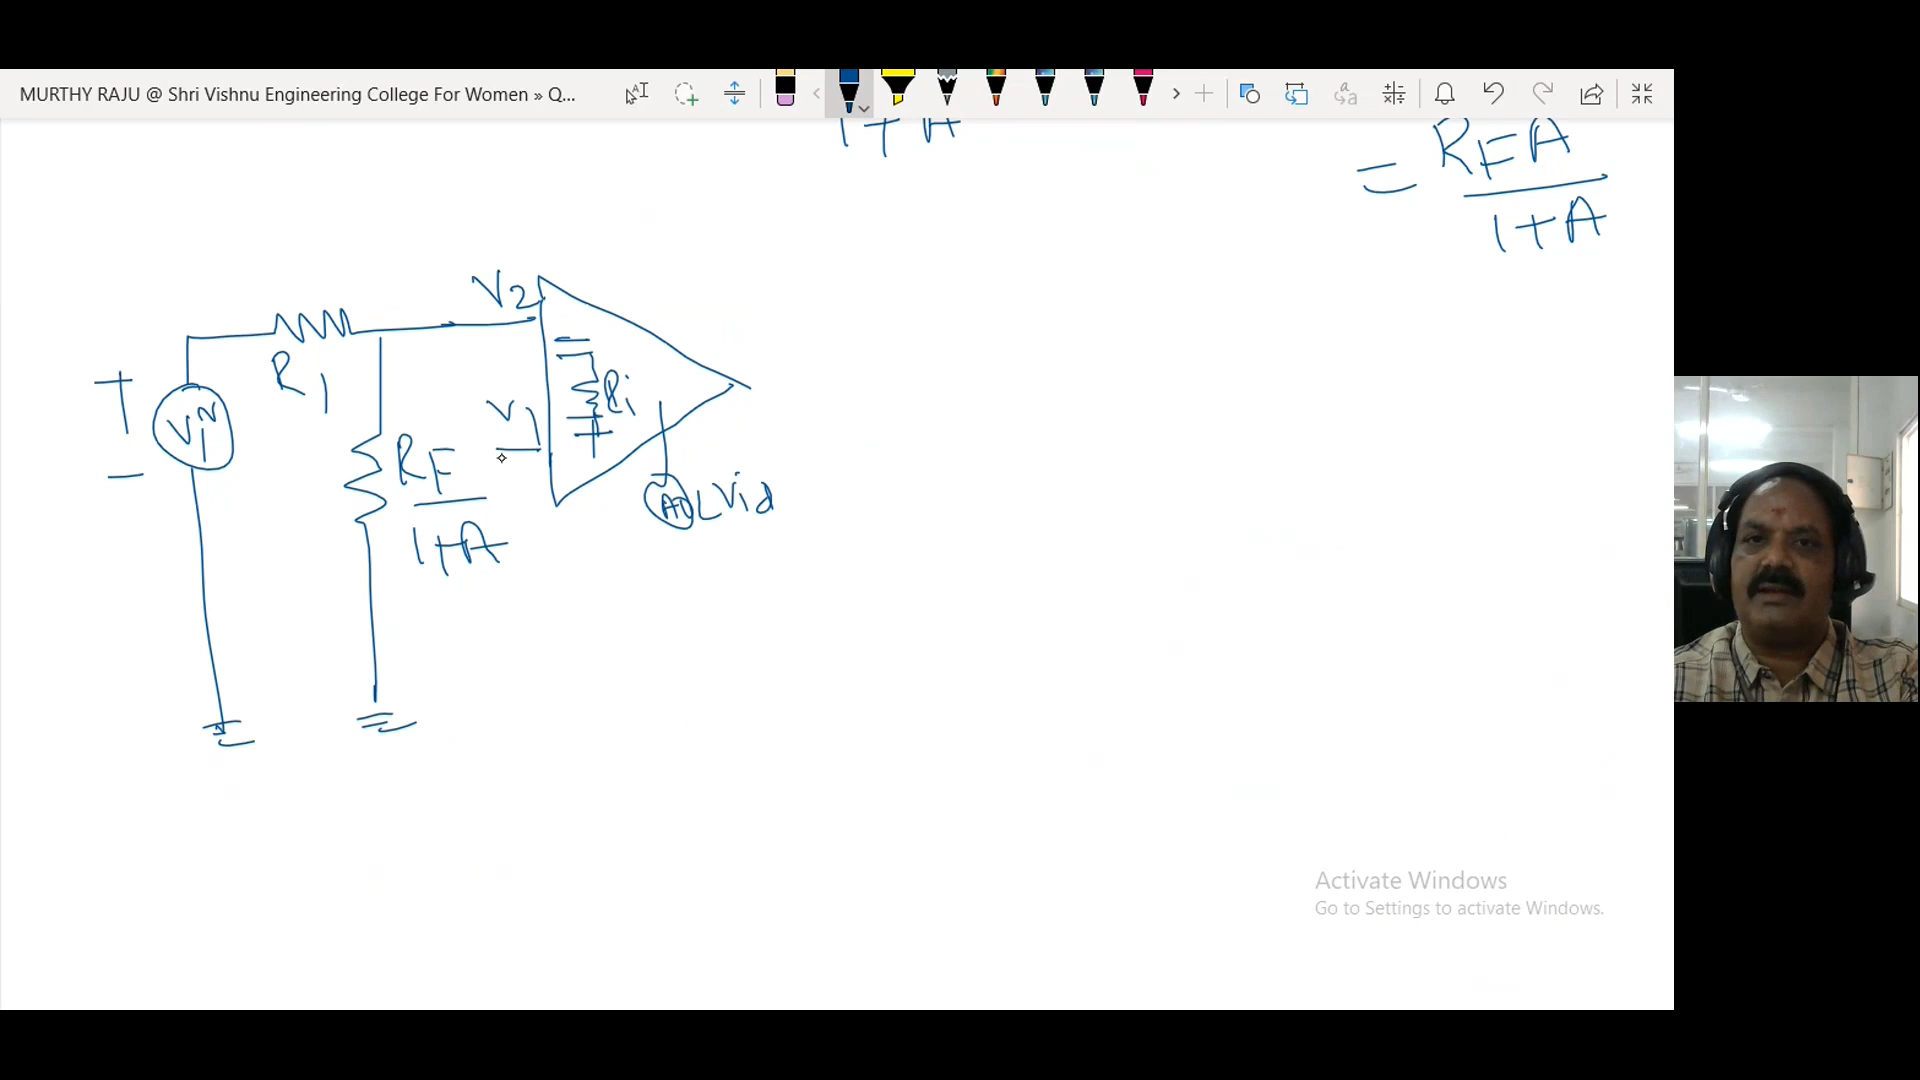 MURTHY RAJU @ Shri Vishnu Engineering College For Women » Q...
1+A
= RFA
1+A
V2
R1
+
VIN
-
RF
1+A
V1
-
Ri
+
AOLVid
Activate Windows
Go to Settings to activate Windows.